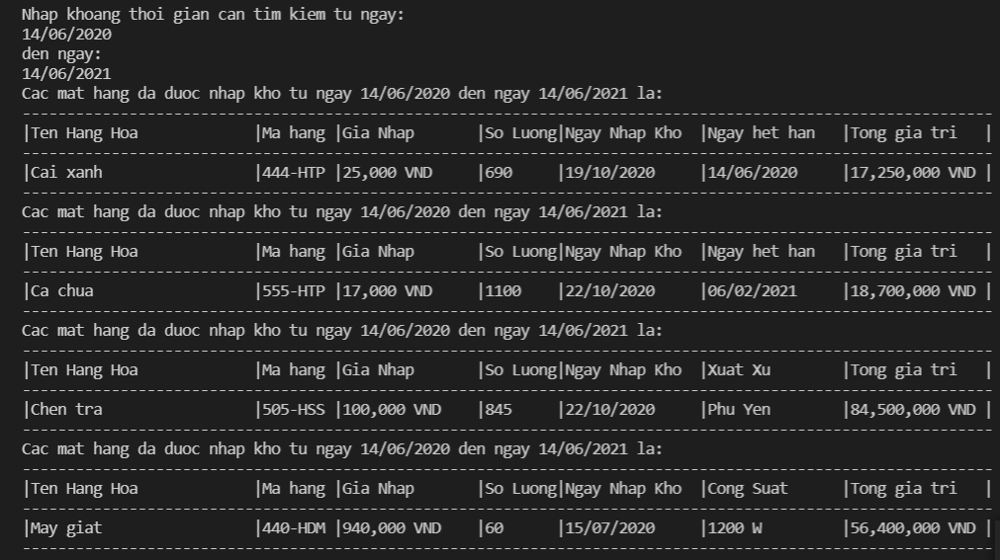 Nhap khoang thoi gian can tim kiem tu ngay:
14/06/2020
den ngay:
14/06/2021
Cac mat hang da duoc nhap kho tu ngay 14/06/2020 den ngay 14/06/2021 la:
-------------------------------------------------------------------------------------------------------------
|Ten Hang Hoa             |Ma hang |Gia Nhap       |So Luong|Ngay Nhap Kho  |Ngay het han   |Tong gia tri   |
-------------------------------------------------------------------------------------------------------------
|Cai xanh                 |444-HTP |25,000 VND     |690     |19/10/2020     |14/06/2020     |17,250,000 VND |
-------------------------------------------------------------------------------------------------------------
Cac mat hang da duoc nhap kho tu ngay 14/06/2020 den ngay 14/06/2021 la:
-------------------------------------------------------------------------------------------------------------
|Ten Hang Hoa             |Ma hang |Gia Nhap       |So Luong|Ngay Nhap Kho  |Ngay het han   |Tong gia tri   |
-------------------------------------------------------------------------------------------------------------
|Ca chua                  |555-HTP |17,000 VND     |1100    |22/10/2020     |06/02/2021     |18,700,000 VND |
-------------------------------------------------------------------------------------------------------------
Cac mat hang da duoc nhap kho tu ngay 14/06/2020 den ngay 14/06/2021 la:
-------------------------------------------------------------------------------------------------------------
|Ten Hang Hoa             |Ma hang |Gia Nhap       |So Luong|Ngay Nhap Kho  |Xuat Xu        |Tong gia tri   |
-------------------------------------------------------------------------------------------------------------
|Chen tra                 |505-HSS |100,000 VND    |845     |22/10/2020     |Phu Yen        |84,500,000 VND |
-------------------------------------------------------------------------------------------------------------
Cac mat hang da duoc nhap kho tu ngay 14/06/2020 den ngay 14/06/2021 la:
-------------------------------------------------------------------------------------------------------------
|Ten Hang Hoa             |Ma hang |Gia Nhap       |So Luong|Ngay Nhap Kho  |Cong Suat      |Tong gia tri   |
-------------------------------------------------------------------------------------------------------------
|May giat                 |440-HDM |940,000 VND    |60      |15/07/2020     |1200 W         |56,400,000 VND |
-------------------------------------------------------------------------------------------------------------